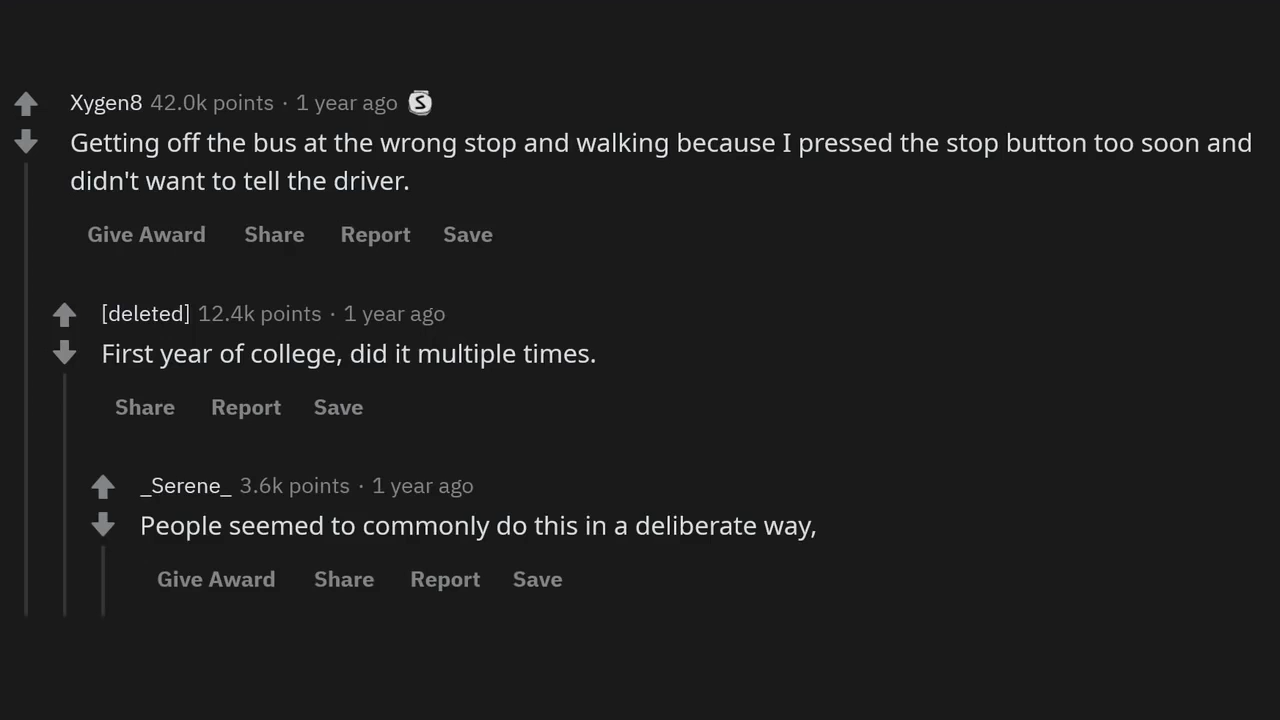 Xygen8 42.0k points · 1 year ago S
Getting off the bus at the wrong stop and walking because I pressed the stop button too soon and
didn't want to tell the driver.
Give Award Share Report Save
[deleted] 12.4k points · 1 year ago
First year of college, did it multiple times.
Share Report Save
_Serene_ 3.6k points · 1 year ago
People seemed to commonly do this in a deliberate way,
Give Award Share Report Save